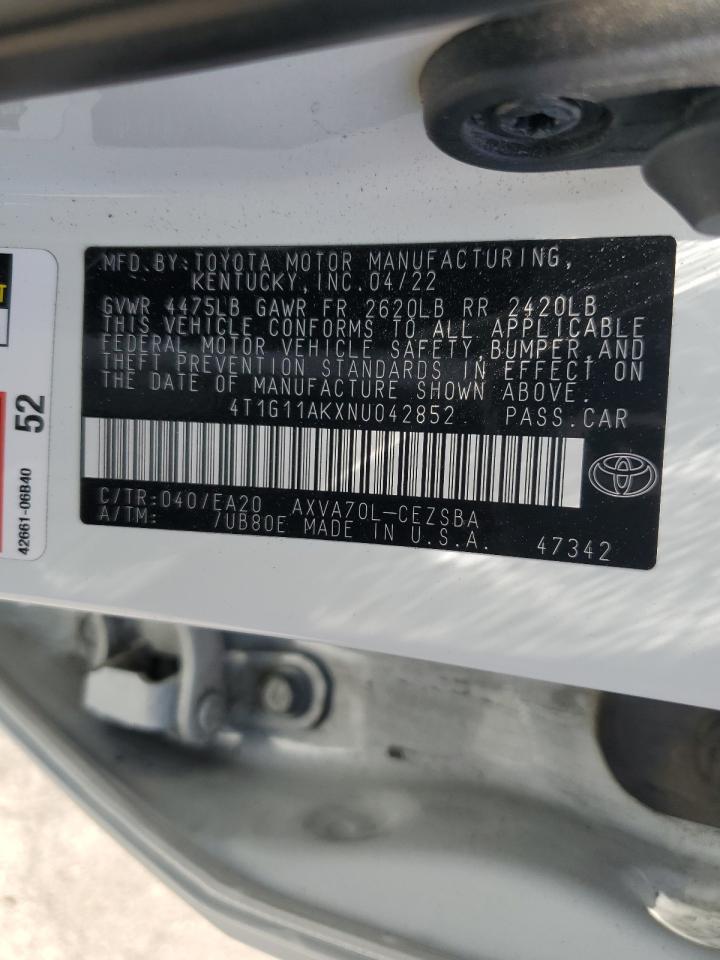 MFD.BY:TOYOTA MOTOR MANUFACTURING,
KENTUCKY,INC.04/22
GVWR 4475LB GAWR FR 2620LB RR 2420LB
THIS VEHICLE CONFORMS TO ALL APPLICABLE
FEDERAL MOTOR VEHICLE SAFETY,BUMPER,AND
THEFT PREVENTION STANDARDS IN EFFECT ON
THE DATE OF MANUFACTURE SHOWN ABOVE.
4T1G11AKXNU042852 PASS.CAR
C/TR:040/EA20 AXVA70L-CEZSBA
A/TM: 7UB80E MADE IN U.S.A. 47342
52
42661-06B40